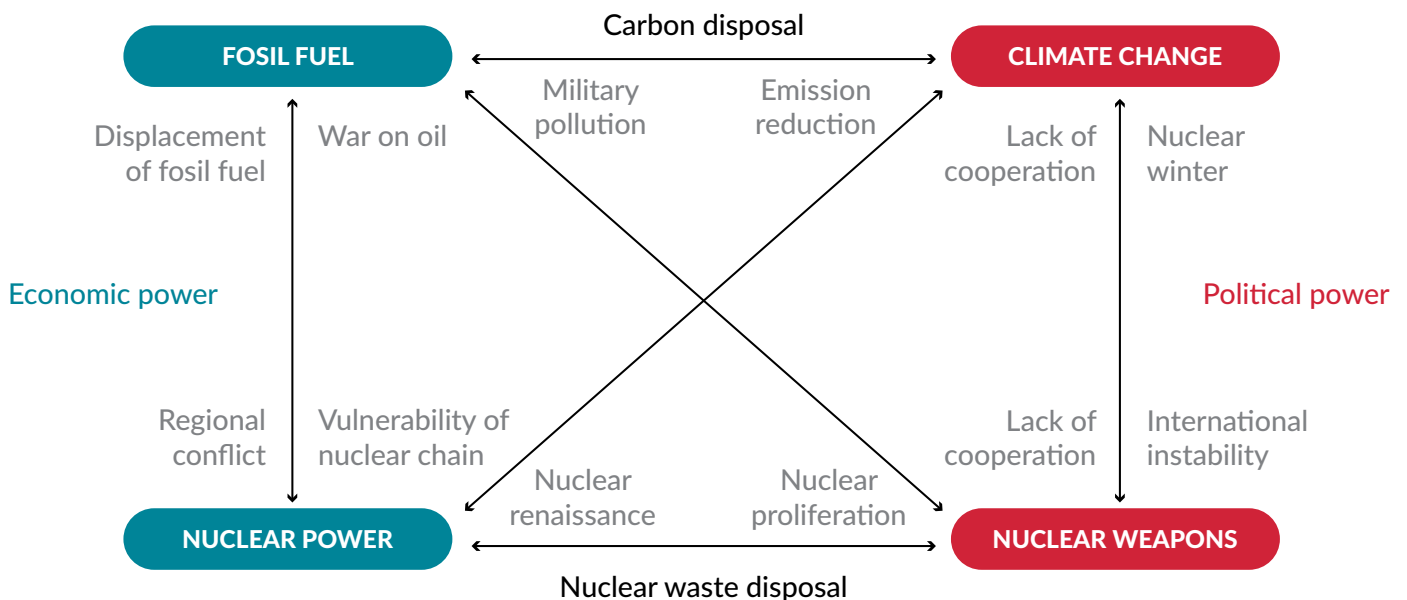 Carbon disposal
FOSIL FUEL
CLIMATE CHANGE
Military
pollution
Emission
reduction
Displacement
of fosil fuel
War on oil
Lack of
cooperation
Nuclear
winter
Economic power
Political power
Regional
conflict
Vulnerability of
nuclear chain
Lack of
cooperation
International
instability
Nuclear
renaissance
Nuclear
proliferation
NUCLEAR POWER
NUCLEAR WEAPONS
Nuclear waste disposal